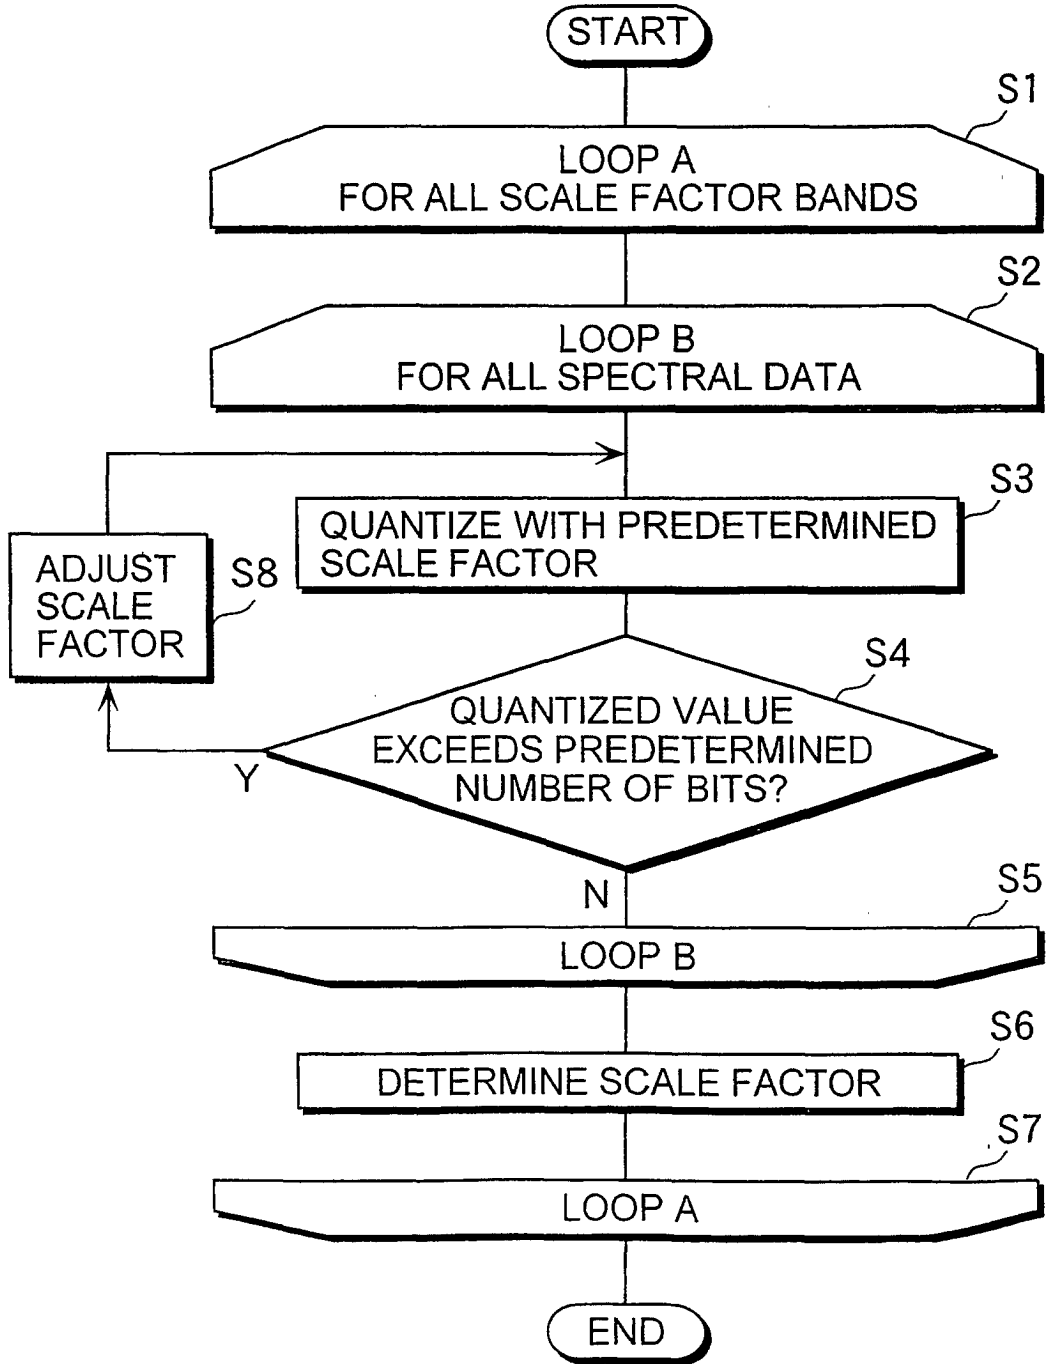 START
S1
LOOP A
FOR ALL SCALE FACTOR BANDS
S2
LOOP B
FOR ALL SPECTRAL DATA
S3
QUANTIZE WITH PREDETERMINED
SCALE FACTOR
ADJUST
SCALE
FACTOR
S8
S4
QUANTIZED VALUE
EXCEEDS PREDETERMINED
NUMBER OF BITS?
Y
N
S5
LOOP B
S6
DETERMINE SCALE FACTOR
S7
LOOP A
END